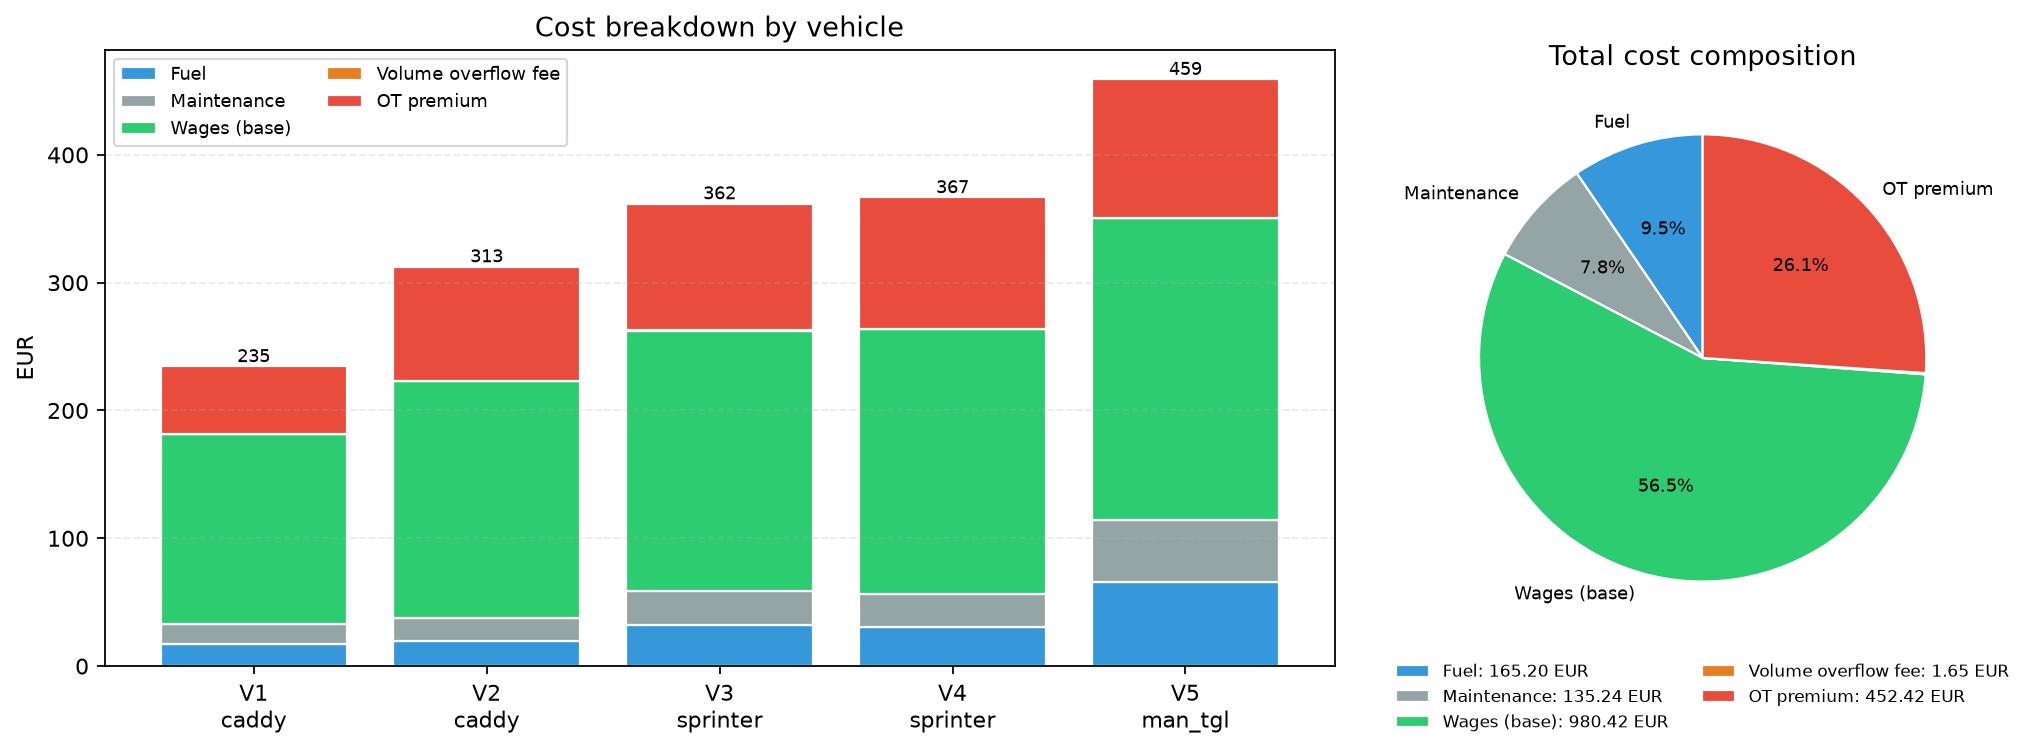 Cost breakdown by vehicle
Fuel
Maintenance
Wages (base)
Volume overflow fee
OT premium
EUR
400
300
200
100
0
235
313
362
367
459
V1
caddy
V2
caddy
V3
sprinter
V4
sprinter
V5
man_tgl
Total cost composition
Fuel
Maintenance
Wages (base)
OT premium
9.5%
7.8%
56.5%
26.1%
Fuel: 165.20 EUR
Maintenance: 135.24 EUR
Wages (base): 980.42 EUR
Volume overflow fee: 1.65 EUR
OT premium: 452.42 EUR